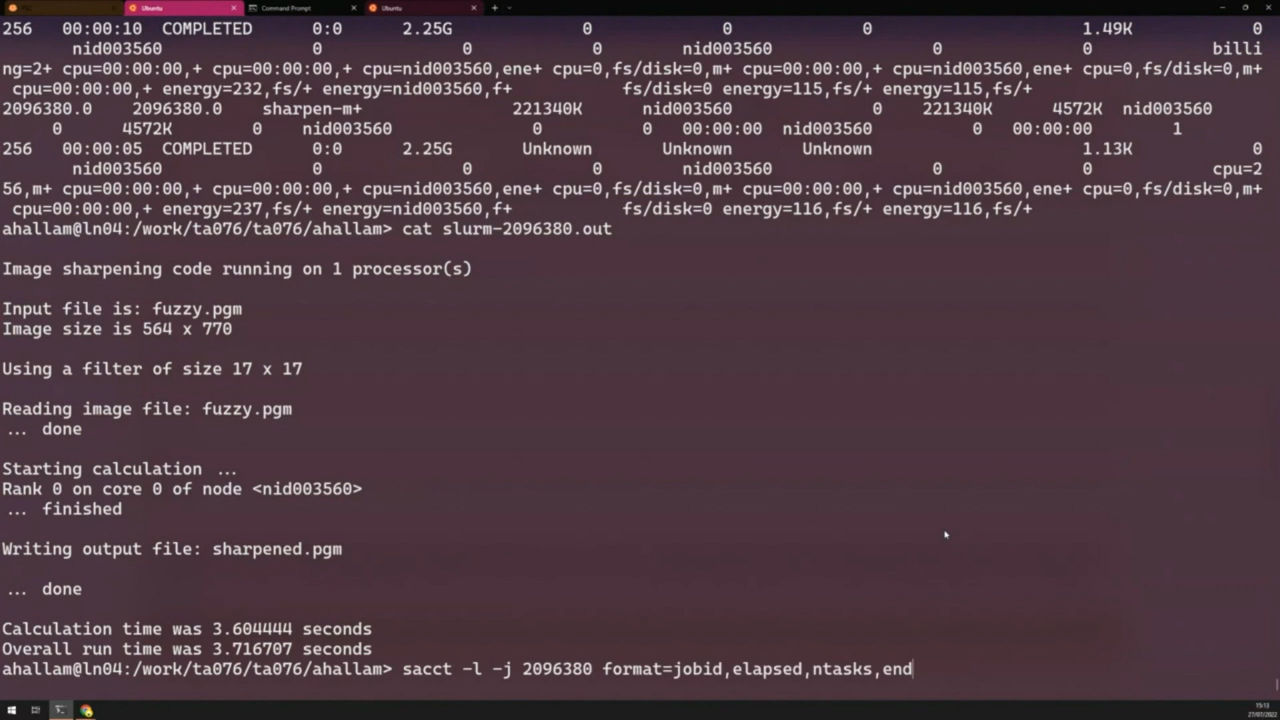 Ubuntu Command Prompt Ubuntu
256 00:00:10 COMPLETED 0:0 2.25G 0 0 0 1.49K 0
nid003560 0 0 0 nid003560 0 0 billi
ng=2+ cpu=00:00:00,+ cpu=00:00:00,+ cpu=nid003560,ene+ cpu=0,fs/disk=0,m+ cpu=00:00:00,+ cpu=nid003560,ene+ cpu=0,fs/disk=0,m+
cpu=00:00:00,+ energy=232,fs/+ energy=nid003560,f+ fs/disk=0,m+ energy=115,fs/+ energy=115,fs/+
2096380.0 2096380.0 sharpen-m+ 221340K nid003560 0 221340K 4572K nid003560
0 4572K 0 nid003560 0 0 00:00:00 nid003560 0 00:00:00 1
256 00:00:05 COMPLETED 0:0 2.25G Unknown Unknown Unknown 1.13K 0
nid003560 0 0 0 nid003560 0 0 cpu=2
56,m+ cpu=00:00:00,+ cpu=00:00:00,+ cpu=nid003560,ene+ cpu=0,fs/disk=0,m+ cpu=00:00:00,+ cpu=nid003560,ene+ cpu=0,fs/disk=0,m+
cpu=00:00:00,+ energy=237,fs/+ energy=nid003560,f+ fs/disk=0 energy=116,fs/+ energy=116,fs/+
ahallam@ln04:/work/ta076/ta076/ahallam> cat slurm-2096380.out
Image sharpening code running on 1 processor(s)
Input file is: fuzzy.pgm
Image size is 564 x 770
Using a filter of size 17 x 17
Reading image file: fuzzy.pgm
... done
Starting calculation ...
Rank 0 on core 0 of node <nid003560>
... finished
Writing output file: sharpened.pgm
... done
Calculation time was 3.604444 seconds
Overall run time was 3.716707 seconds
ahallam@ln04:/work/ta076/ta076/ahallam> sacct -l -j 2096380 format=jobid,elapsed,ntasks,end
15:13
27/07/2022